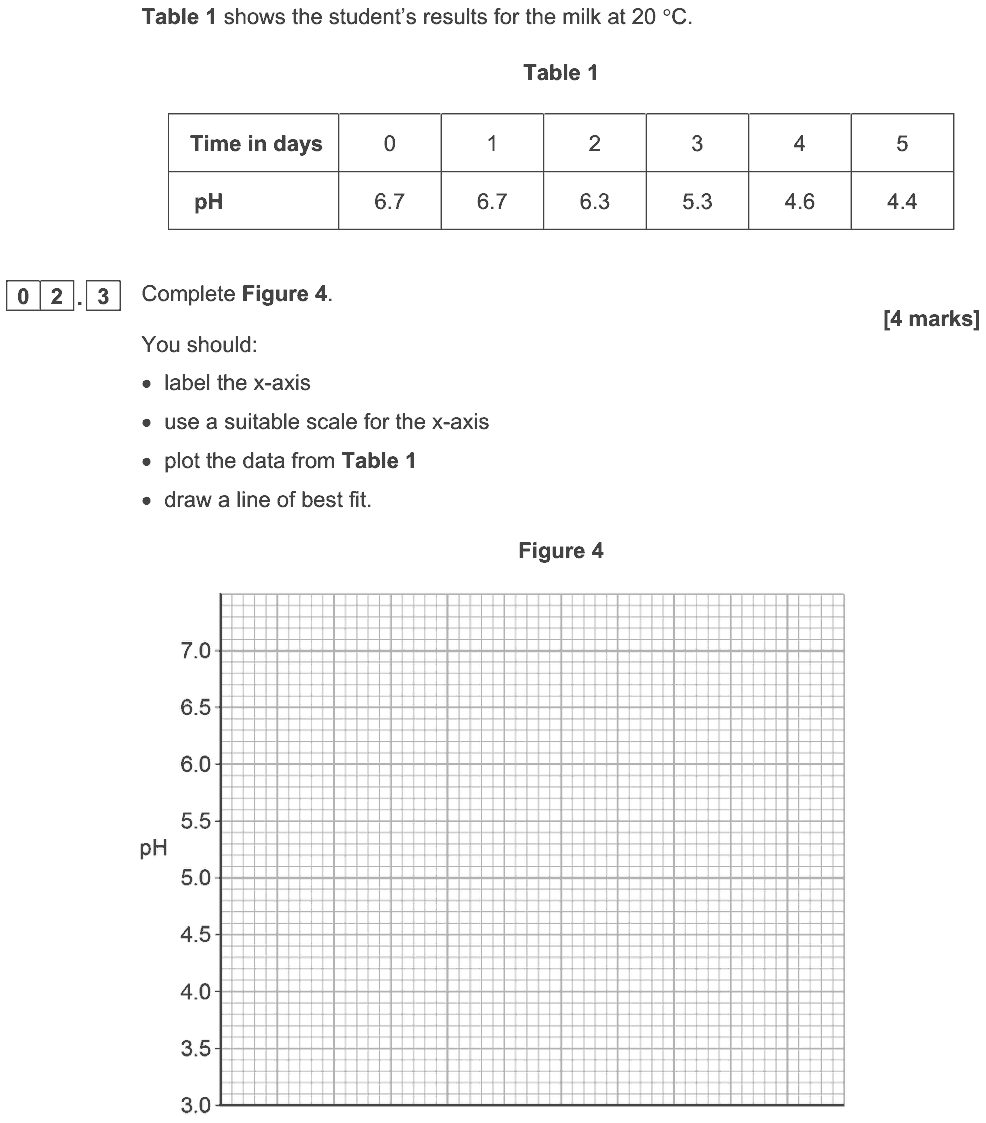 Table 1 shows the student's results for the milk at 20 °C.
Table 1
Time in days 0 1 2 3 4 5
pH 6.7 6.7 6.3 5.3 4.6 4.4
0 2 . 3 Complete Figure 4.
[4 marks]
You should:
• label the x-axis
• use a suitable scale for the x-axis
• plot the data from Table 1
• draw a line of best fit.
Figure 4
7.0
6.5
6.0
5.5
pH
5.0
4.5
4.0
3.5
3.0